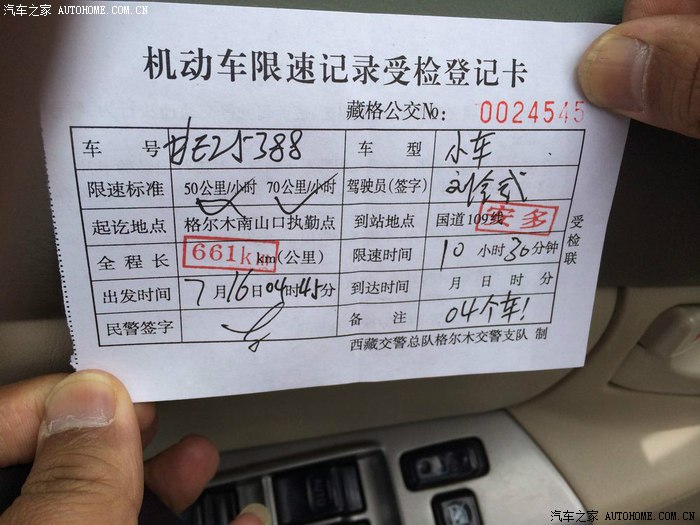 汽车之家 AUTOHOME.COM.CN
机动车限速记录受检登记卡
藏格公交№: 0024545
车 号 甘E25388 车 型 小车
限速标准 50公里/小时 70公里/小时 驾驶员(签字)
起讫地点 格尔木南山口执勤点 到站地点 国道109线 安多
全程长 661km km(公里) 限速时间 10 小时 30 分钟
出发时间 7月16日04时45分 到达时间 月 日 时 分
民警签字 备 注 04个车!
受检联
西藏交警总队格尔木交警支队 制
汽车之家 AUTOHOME.COM.CN